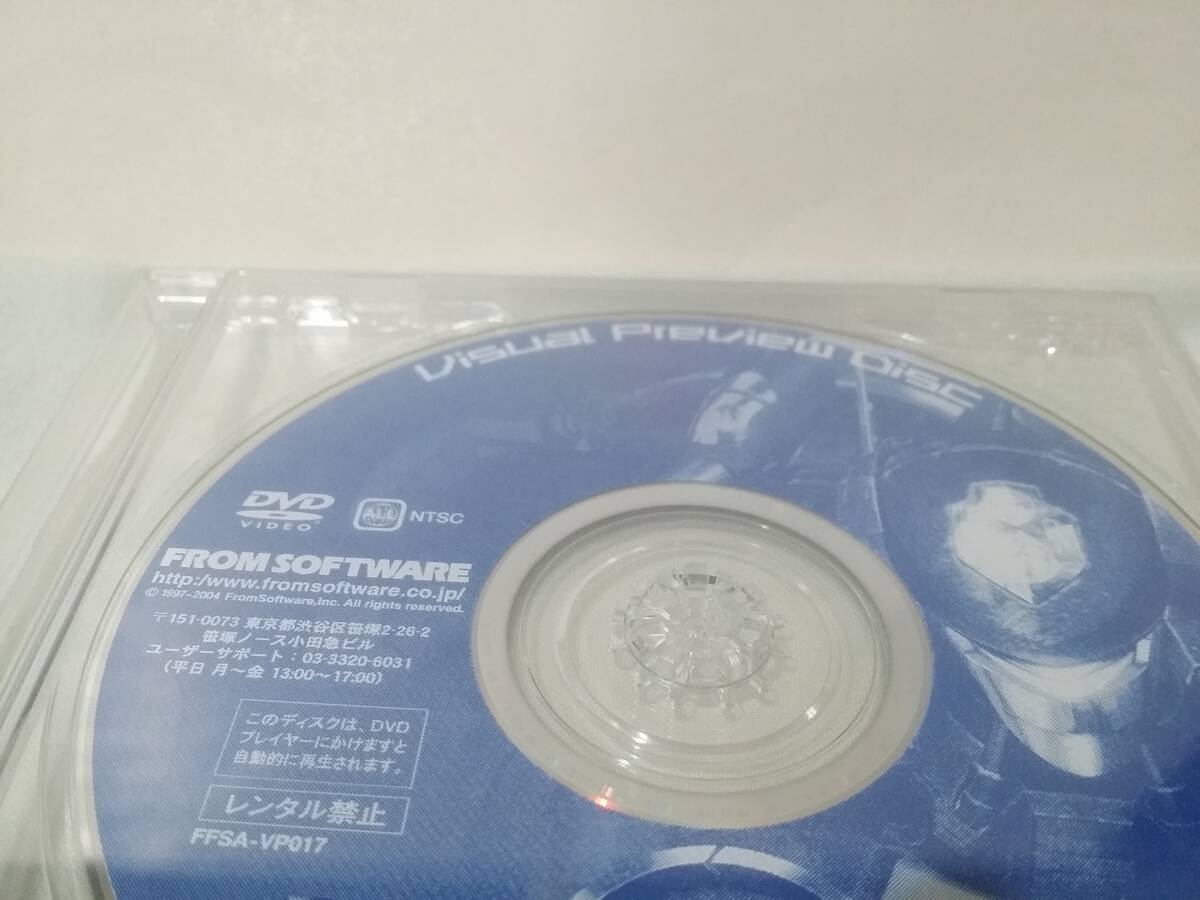 Visual Preview Disc
DVD
VIDEO
ALL
NTSC
FROMSOFTWARE
http:/www.fromsoftware.co.jp/
© 1997-2004 FromSoftware,Inc. All rights reserved.
〒151-0073 東京都渋谷区笹塚2-26-2
笹塚ノース小田急ビル
ユーザーサポート：03-3320-6031
(平日 月～金 13:00～17:00)
このディスクは、DVD
プレイヤーにかけますと
自動的に再生されます。
レンタル禁止
FFSA-VP017